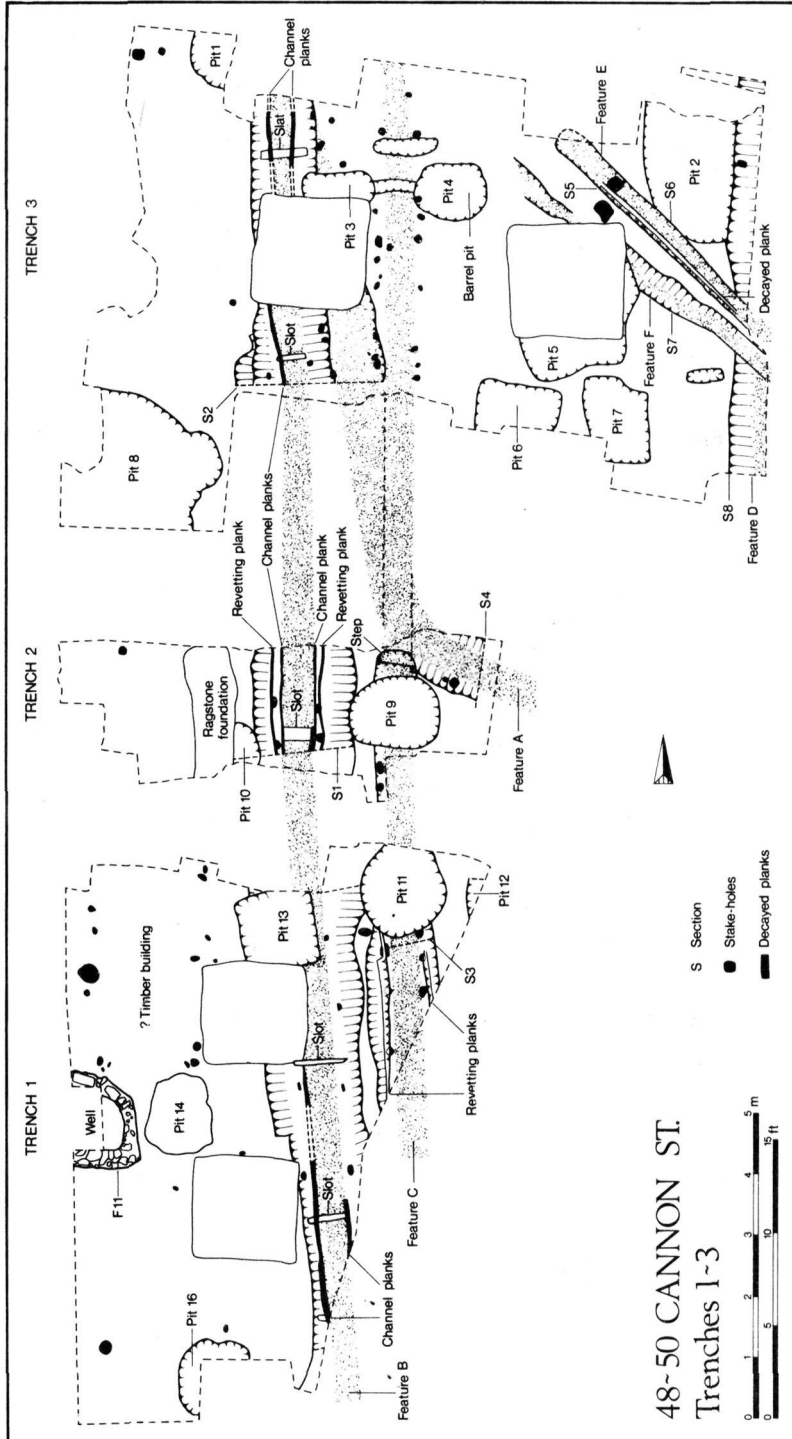 TRENCH 1
TRENCH 2
TRENCH 3
Pit 16
F11
Well
Pit 14
? Timber building
Pit 13
Slot
Slot
Channel planks
Feature B
Feature C
Revetting planks
S3
Pit 11
Pit 12
Ragstone
foundation
Pit 10
S1
Slot
Revetting plank
Channel planks
Channel plank
Revetting plank
Step
Pit 9
S4
Feature A
Pit 8
S2
Slot
Pit 1
Channel
planks
Slat
Pit 3
Pit 4
Barrel pit
Pit 5
Pit 6
Pit 7
Feature F
S7
S5
Feature E
S6
Pit 2
Decayed plank
S8
Feature D
S Section
Stake-holes
Decayed planks
48-50 CANNON ST.
Trenches 1-3
0 1 2 3 4 5 m
0 5 10 15 ft